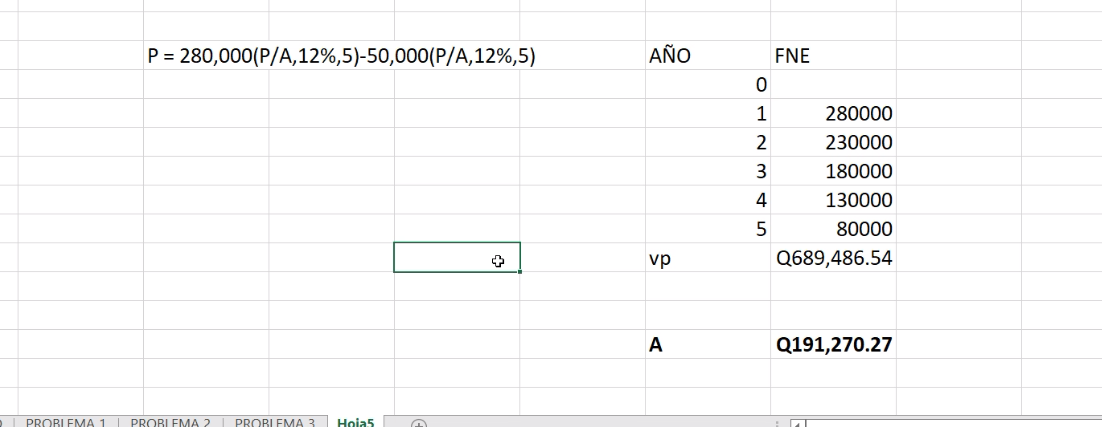 P = 280,000(P/A,12%,5)-50,000(P/A,12%,5) AÑO FNE
0
1 280000
2 230000
3 180000
4 130000
5 80000
vp Q689,486.54
A Q191,270.27
PROBLEMA 1 PROBLEMA 2 PROBLEMA 3 Hoja5